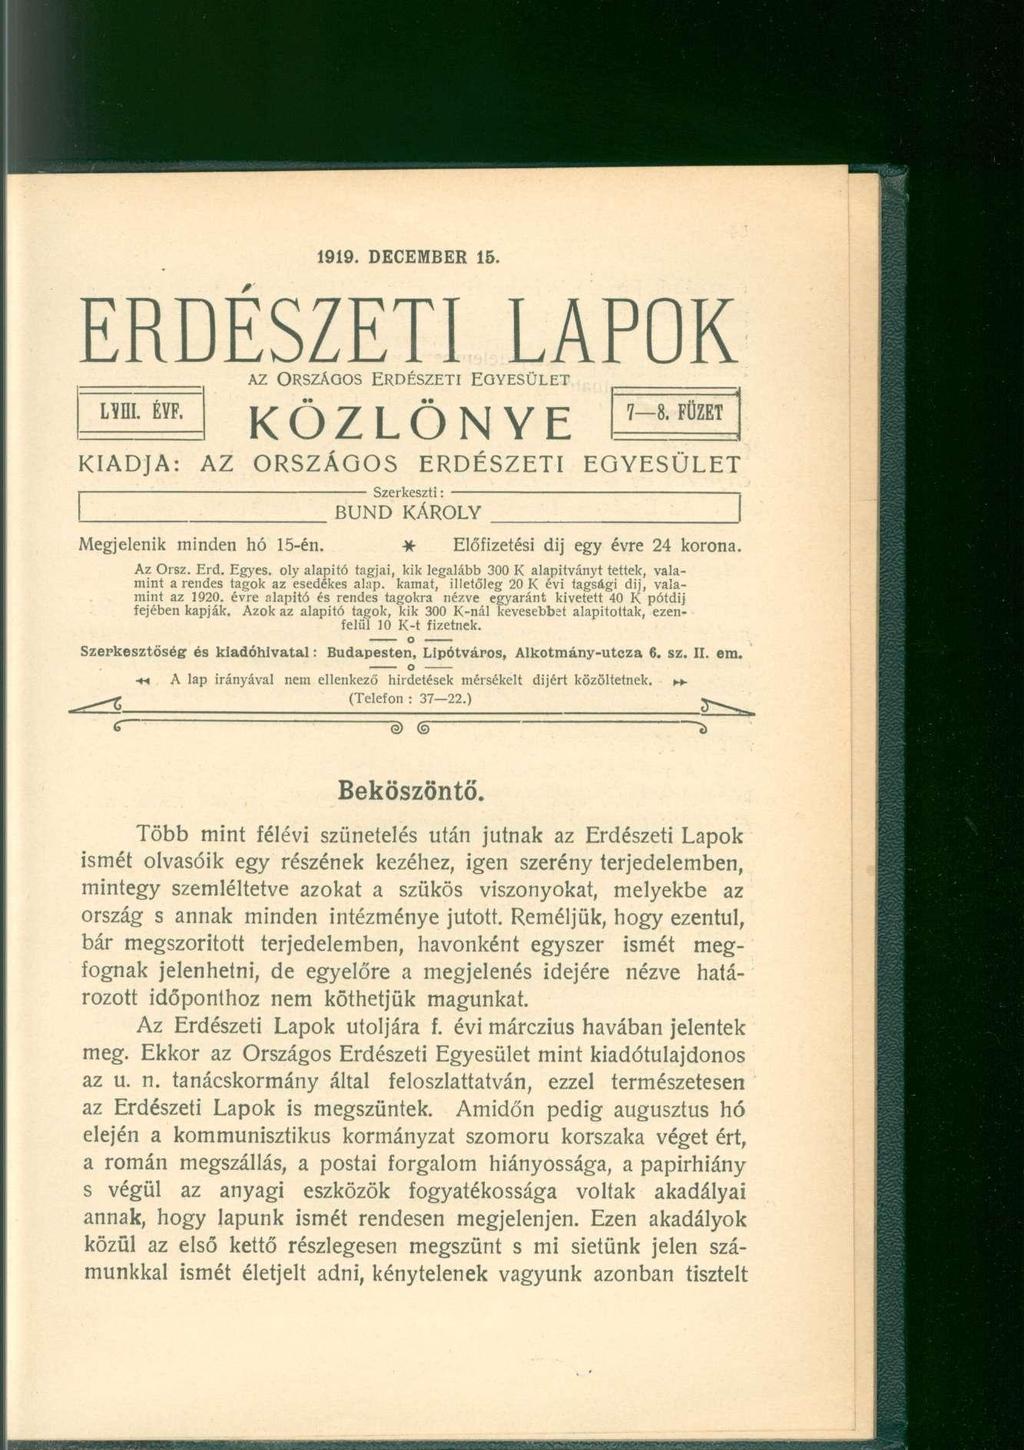 1919. DECEMBER 15.
ERDÉSZETI LAPOK
AZ ORSZÁGOS ERDÉSZETI EGYESÜLET
LVIII. ÉVF.
KÖZLÖNYE
7—8. FÜZET
KIADJA: AZ ORSZÁGOS ERDÉSZETI EGYESÜLET
Szerkeszti:
BUND KÁROLY
Megjelenik minden hó 15-én. * Előfizetési dij egy évre 24 korona.
Az Orsz. Erd. Egyes. oly alapitó tagjai, kik legalább 300 K alapitványt tettek, vala-
mint a rendes tagok az esedékes alap. kamat, illetőleg 20 K évi tagsági dij, vala-
mint az 1920. évre alapitó és rendes tagokra nézve egyaránt kivetett 40 K pótdij
fejében kapják. Azok az alapitó tagok, kik 300 K-nál kevesebbet alapitottak, ezen-
felül 10 K-t fizetnek.
Szerkesztőség és kiadóhivatal: Budapesten, Lipótváros, Alkotmány-utcza 6. sz. II. em.
A lap irányával nem ellenkező hirdetések mérsékelt dijért közöltetnek.
(Telefon: 37—22.)
Beköszöntő.
Több mint félévi szünetelés után jutnak az Erdészeti Lapok
ismét olvasóik egy részének kezéhez, igen szerény terjedelemben,
mintegy szemléltetve azokat a szükös viszonyokat, melyekbe az
ország s annak minden intézménye jutott. Reméljük, hogy ezentul,
bár megszoritott terjedelemben, havonként egyszer ismét meg-
fognak jelenhetni, de egyelőre a megjelenés idejére nézve hatá-
rozott időponthoz nem köthetjük magunkat.
Az Erdészeti Lapok utoljára f. évi márczius havában jelentek
meg. Ekkor az Országos Erdészeti Egyesület mint kiadótulajdonos
az u. n. tanácskormány által feloszlattatván, ezzel természetesen
az Erdészeti Lapok is megszüntek. Amidőn pedig augusztus hó
elején a kommunisztikus kormányzat szomoru korszaka véget ért,
a román megszállás, a postai forgalom hiányossága, a papirhiány
s végül az anyagi eszközök fogyatékossága voltak akadályai
annak, hogy lapunk ismét rendesen megjelenjen. Ezen akadályok
közül az első kettő részlegesen megszünt s mi sietünk jelen szá-
munkkal ismét életjelt adni, kénytelenek vagyunk azonban tisztelt